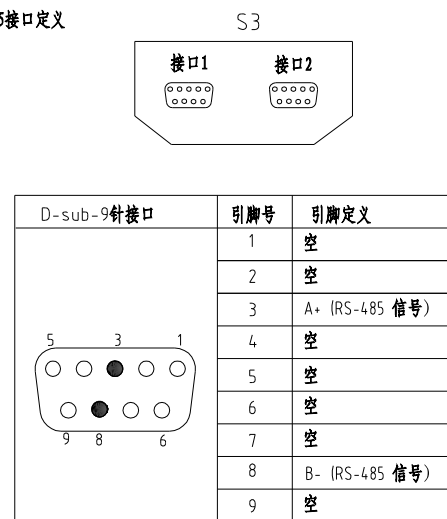 5接口定义
S3
接口1 接口2
D-sub-9针接口 引脚号 引脚定义
1 空
2 空
3 A+ (RS-485 信号)
4 空
5 空
6 空
7 空
8 B- (RS-485 信号)
9 空
5 3 1
9 8 6